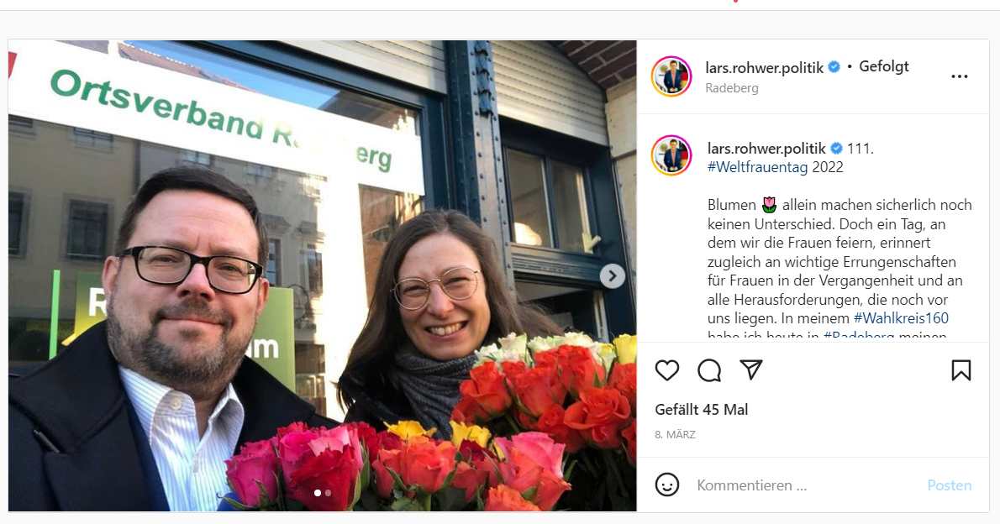 Ortsverband
lars.rohwer.politik • Gefolgt
Radeberg
lars.rohwer.politik 111.
#Weltfrauentag 2022
Blumen 🌷 allein machen sicherlich noch
keinen Unterschied. Doch ein Tag, an
dem wir die Frauen feiern, erinnert
zugleich an wichtige Errungenschaften
für Frauen in der Vergangenheit und an
alle Herausforderungen, die noch vor
uns liegen. In meinem #Wahlkreis160
habe ich heute in #Radeberg meinen
Gefällt 45 Mal
8. MÄRZ
Kommentieren ...
Posten